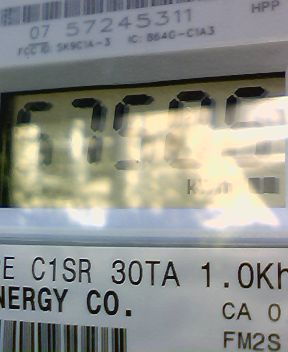 HPP
07 57245311
FCC ID: SK9C1A-3 IC: 864G-C1A3
PE C1SR 30TA 1.0Kh
NERGY CO.
CA 0
FM2S